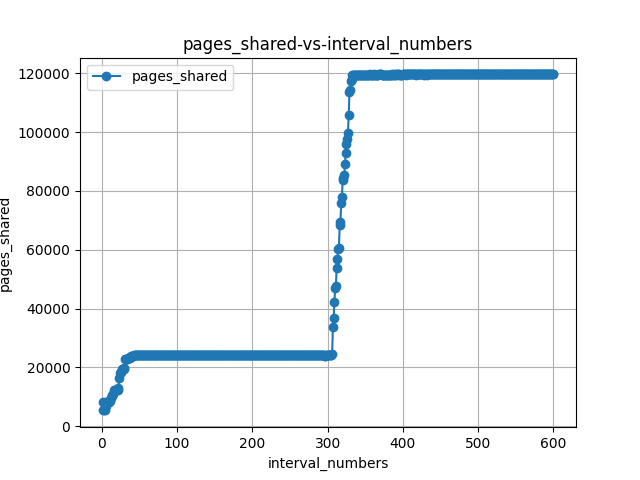 pages_shared-vs-interval_numbers
pages_shared
120000
100000
80000
60000
40000
20000
0
pages_shared
0 100 200 300 400 500 600
interval_numbers